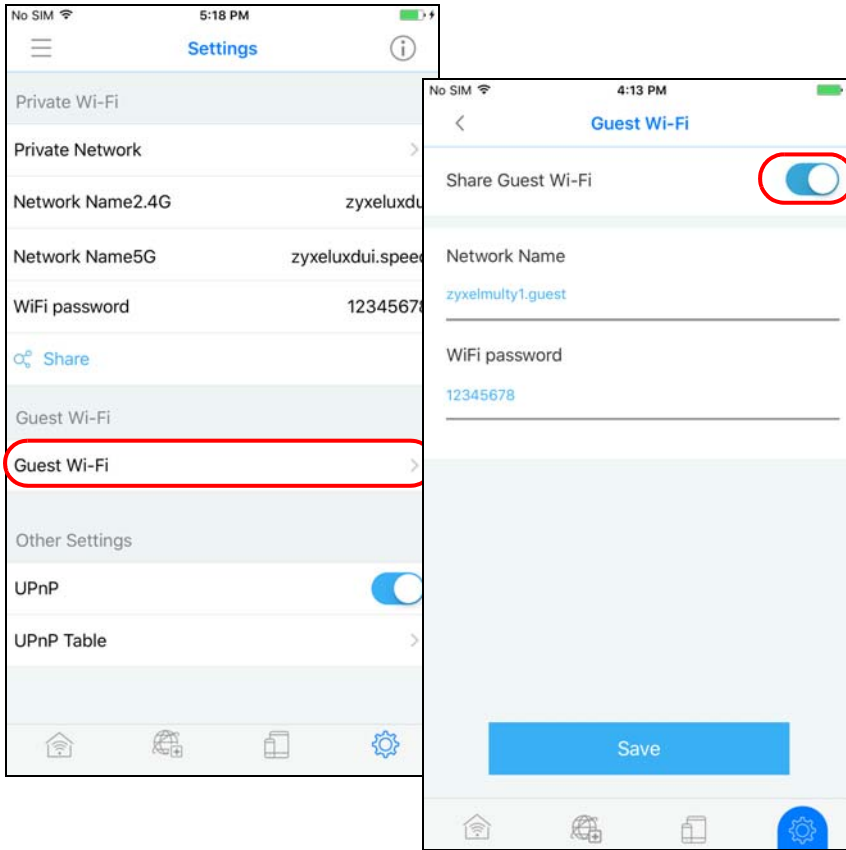 No SIM 5:18 PM
Settings
Private Wi-Fi
Private Network
Network Name2.4G zyxeluxdu
Network Name5G zyxeluxdui.speed
WiFi password 12345678
Share
Guest Wi-Fi
Guest Wi-Fi
Other Settings
UPnP
UPnP Table
No SIM 4:13 PM
Guest Wi-Fi
Share Guest Wi-Fi
Network Name
zyxelmulty1.guest
WiFi password
12345678
Save